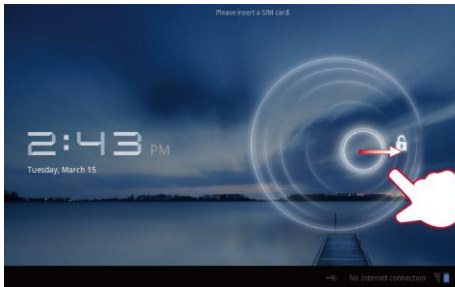 Please insert a SIM card.
2:43 PM
Tuesday, March 15
No Internet connection